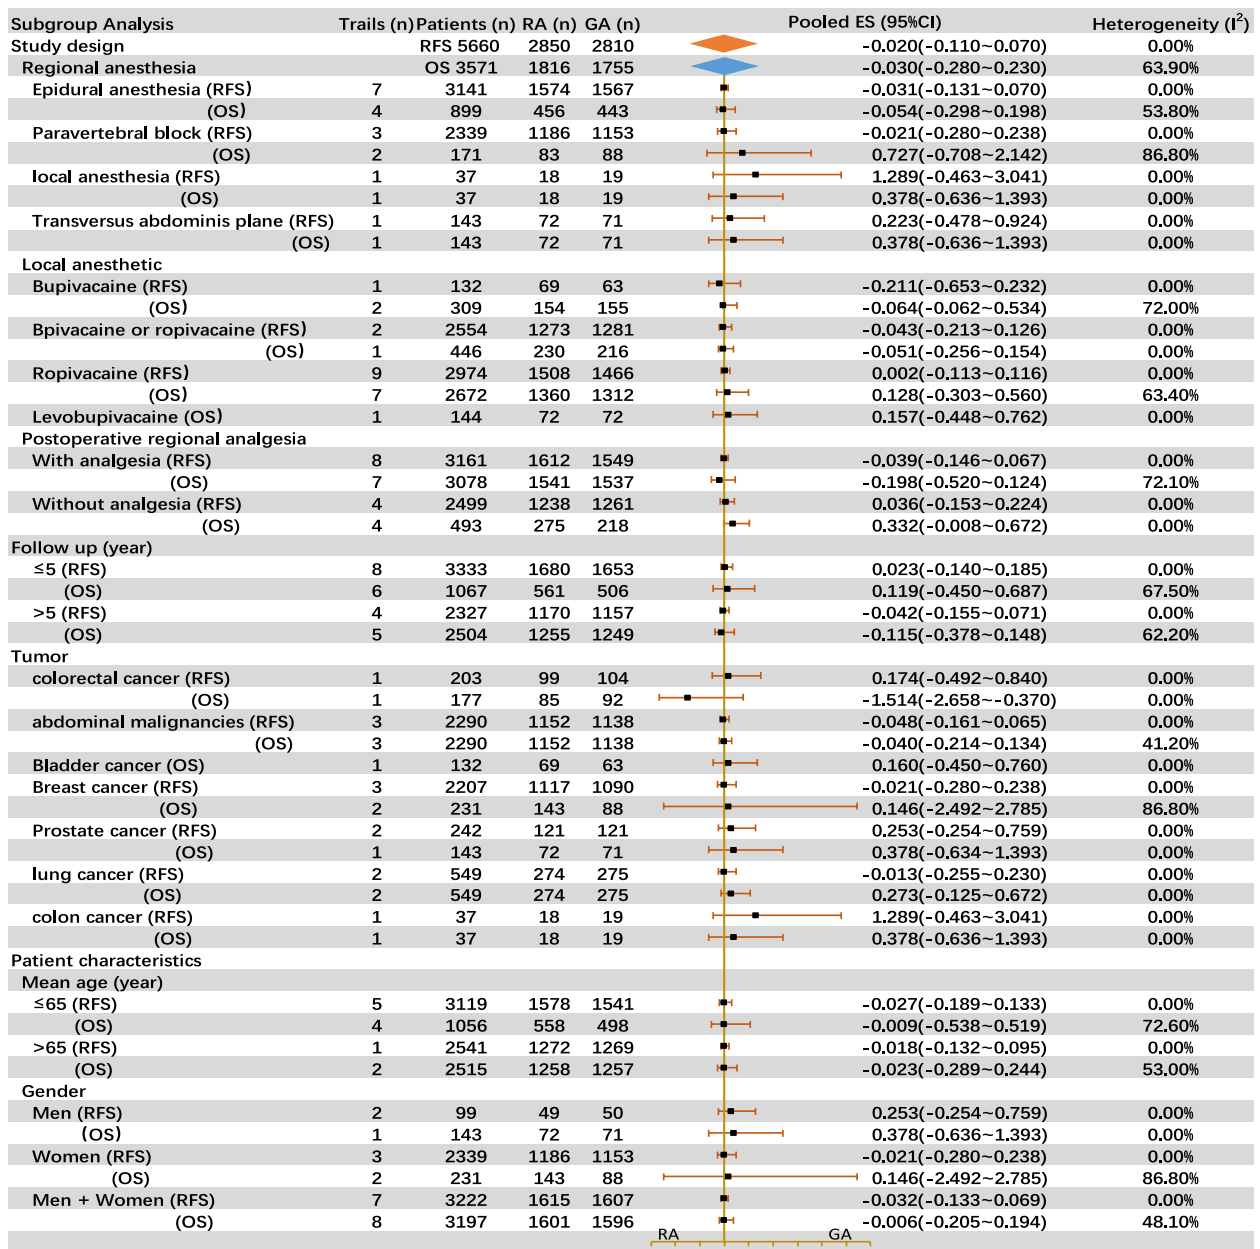 Subgroup Analysis Trails (n) Patients (n) RA (n) GA (n) Pooled ES (95%CI) Heterogeneity (I²)
Study design RFS 5660 2850 2810 -0.020(-0.110~0.070) 0.00%
Regional anesthesia OS 3571 1816 1755 -0.030(-0.280~0.230) 63.90%
Epidural anesthesia (RFS) 7 3141 1574 1567 -0.031(-0.131~0.070) 0.00%
(OS) 4 899 456 443 -0.054(-0.298~0.198) 53.80%
Paravertebral block (RFS) 3 2339 1186 1153 -0.021(-0.280~0.238) 0.00%
(OS) 2 171 83 88 0.727(-0.708~2.142) 86.80%
local anesthesia (RFS) 1 37 18 19 1.289(-0.463~3.041) 0.00%
(OS) 1 37 18 19 0.378(-0.636~1.393) 0.00%
Transversus abdominis plane (RFS) 1 143 72 71 0.223(-0.478~0.924) 0.00%
(OS) 1 143 72 71 0.378(-0.636~1.393) 0.00%
Local anesthetic
Bupivacaine (RFS) 1 132 69 63 -0.211(-0.653~0.232) 0.00%
(OS) 2 309 154 155 -0.064(-0.062~0.534) 72.00%
Bpivacaine or ropivacaine (RFS) 2 2554 1273 1281 -0.043(-0.213~0.126) 0.00%
(OS) 1 446 230 216 -0.051(-0.256~0.154) 0.00%
Ropivacaine (RFS) 9 2974 1508 1466 0.002(-0.113~0.116) 0.00%
(OS) 7 2672 1360 1312 0.128(-0.303~0.560) 63.40%
Levobupivacaine (OS) 1 144 72 72 0.157(-0.448~0.762) 0.00%
Postoperative regional analgesia
With analgesia (RFS) 8 3161 1612 1549 -0.039(-0.146~0.067) 0.00%
(OS) 7 3078 1541 1537 -0.198(-0.520~0.124) 72.10%
Without analgesia (RFS) 4 2499 1238 1261 0.036(-0.153~0.224) 0.00%
(OS) 4 493 275 218 0.332(-0.008~0.672) 0.00%
Follow up (year)
≤5 (RFS) 8 3333 1680 1653 0.023(-0.140~0.185) 0.00%
(OS) 6 1067 561 506 0.119(-0.450~0.687) 67.50%
>5 (RFS) 4 2327 1170 1157 -0.042(-0.155~0.071) 0.00%
(OS) 5 2504 1255 1249 -0.115(-0.378~0.148) 62.20%
Tumor
colorectal cancer (RFS) 1 203 99 104 0.174(-0.492~0.840) 0.00%
(OS) 1 177 85 92 -1.514(-2.658~-0.370) 0.00%
abdominal malignancies (RFS) 3 2290 1152 1138 -0.048(-0.161~0.065) 0.00%
(OS) 3 2290 1152 1138 -0.040(-0.214~0.134) 41.20%
Bladder cancer (OS) 1 132 69 63 0.160(-0.450~0.760) 0.00%
Breast cancer (RFS) 3 2207 1117 1090 -0.021(-0.280~0.238) 0.00%
(OS) 2 231 143 88 0.146(-2.492~2.785) 86.80%
Prostate cancer (RFS) 2 242 121 121 0.253(-0.254~0.759) 0.00%
(OS) 1 143 72 71 0.378(-0.634~1.393) 0.00%
lung cancer (RFS) 2 549 274 275 -0.013(-0.255~0.230) 0.00%
(OS) 2 549 274 275 0.273(-0.125~0.672) 0.00%
colon cancer (RFS) 1 37 18 19 1.289(-0.463~3.041) 0.00%
(OS) 1 37 18 19 0.378(-0.636~1.393) 0.00%
Patient characteristics
Mean age (year)
≤65 (RFS) 5 3119 1578 1541 -0.027(-0.189~0.133) 0.00%
(OS) 4 1056 558 498 -0.009(-0.538~0.519) 72.60%
>65 (RFS) 1 2541 1272 1269 -0.018(-0.132~0.095) 0.00%
(OS) 2 2515 1258 1257 -0.023(-0.289~0.244) 53.00%
Gender
Men (RFS) 2 99 49 50 0.253(-0.254~0.759) 0.00%
(OS) 1 143 72 71 0.378(-0.636~1.393) 0.00%
Women (RFS) 3 2339 1186 1153 -0.021(-0.280~0.238) 0.00%
(OS) 2 231 143 88 0.146(-2.492~2.785) 86.80%
Men + Women (RFS) 7 3222 1615 1607 -0.032(-0.133~0.069) 0.00%
(OS) 8 3197 1601 1596 -0.006(-0.205~0.194) 48.10%
RA GA